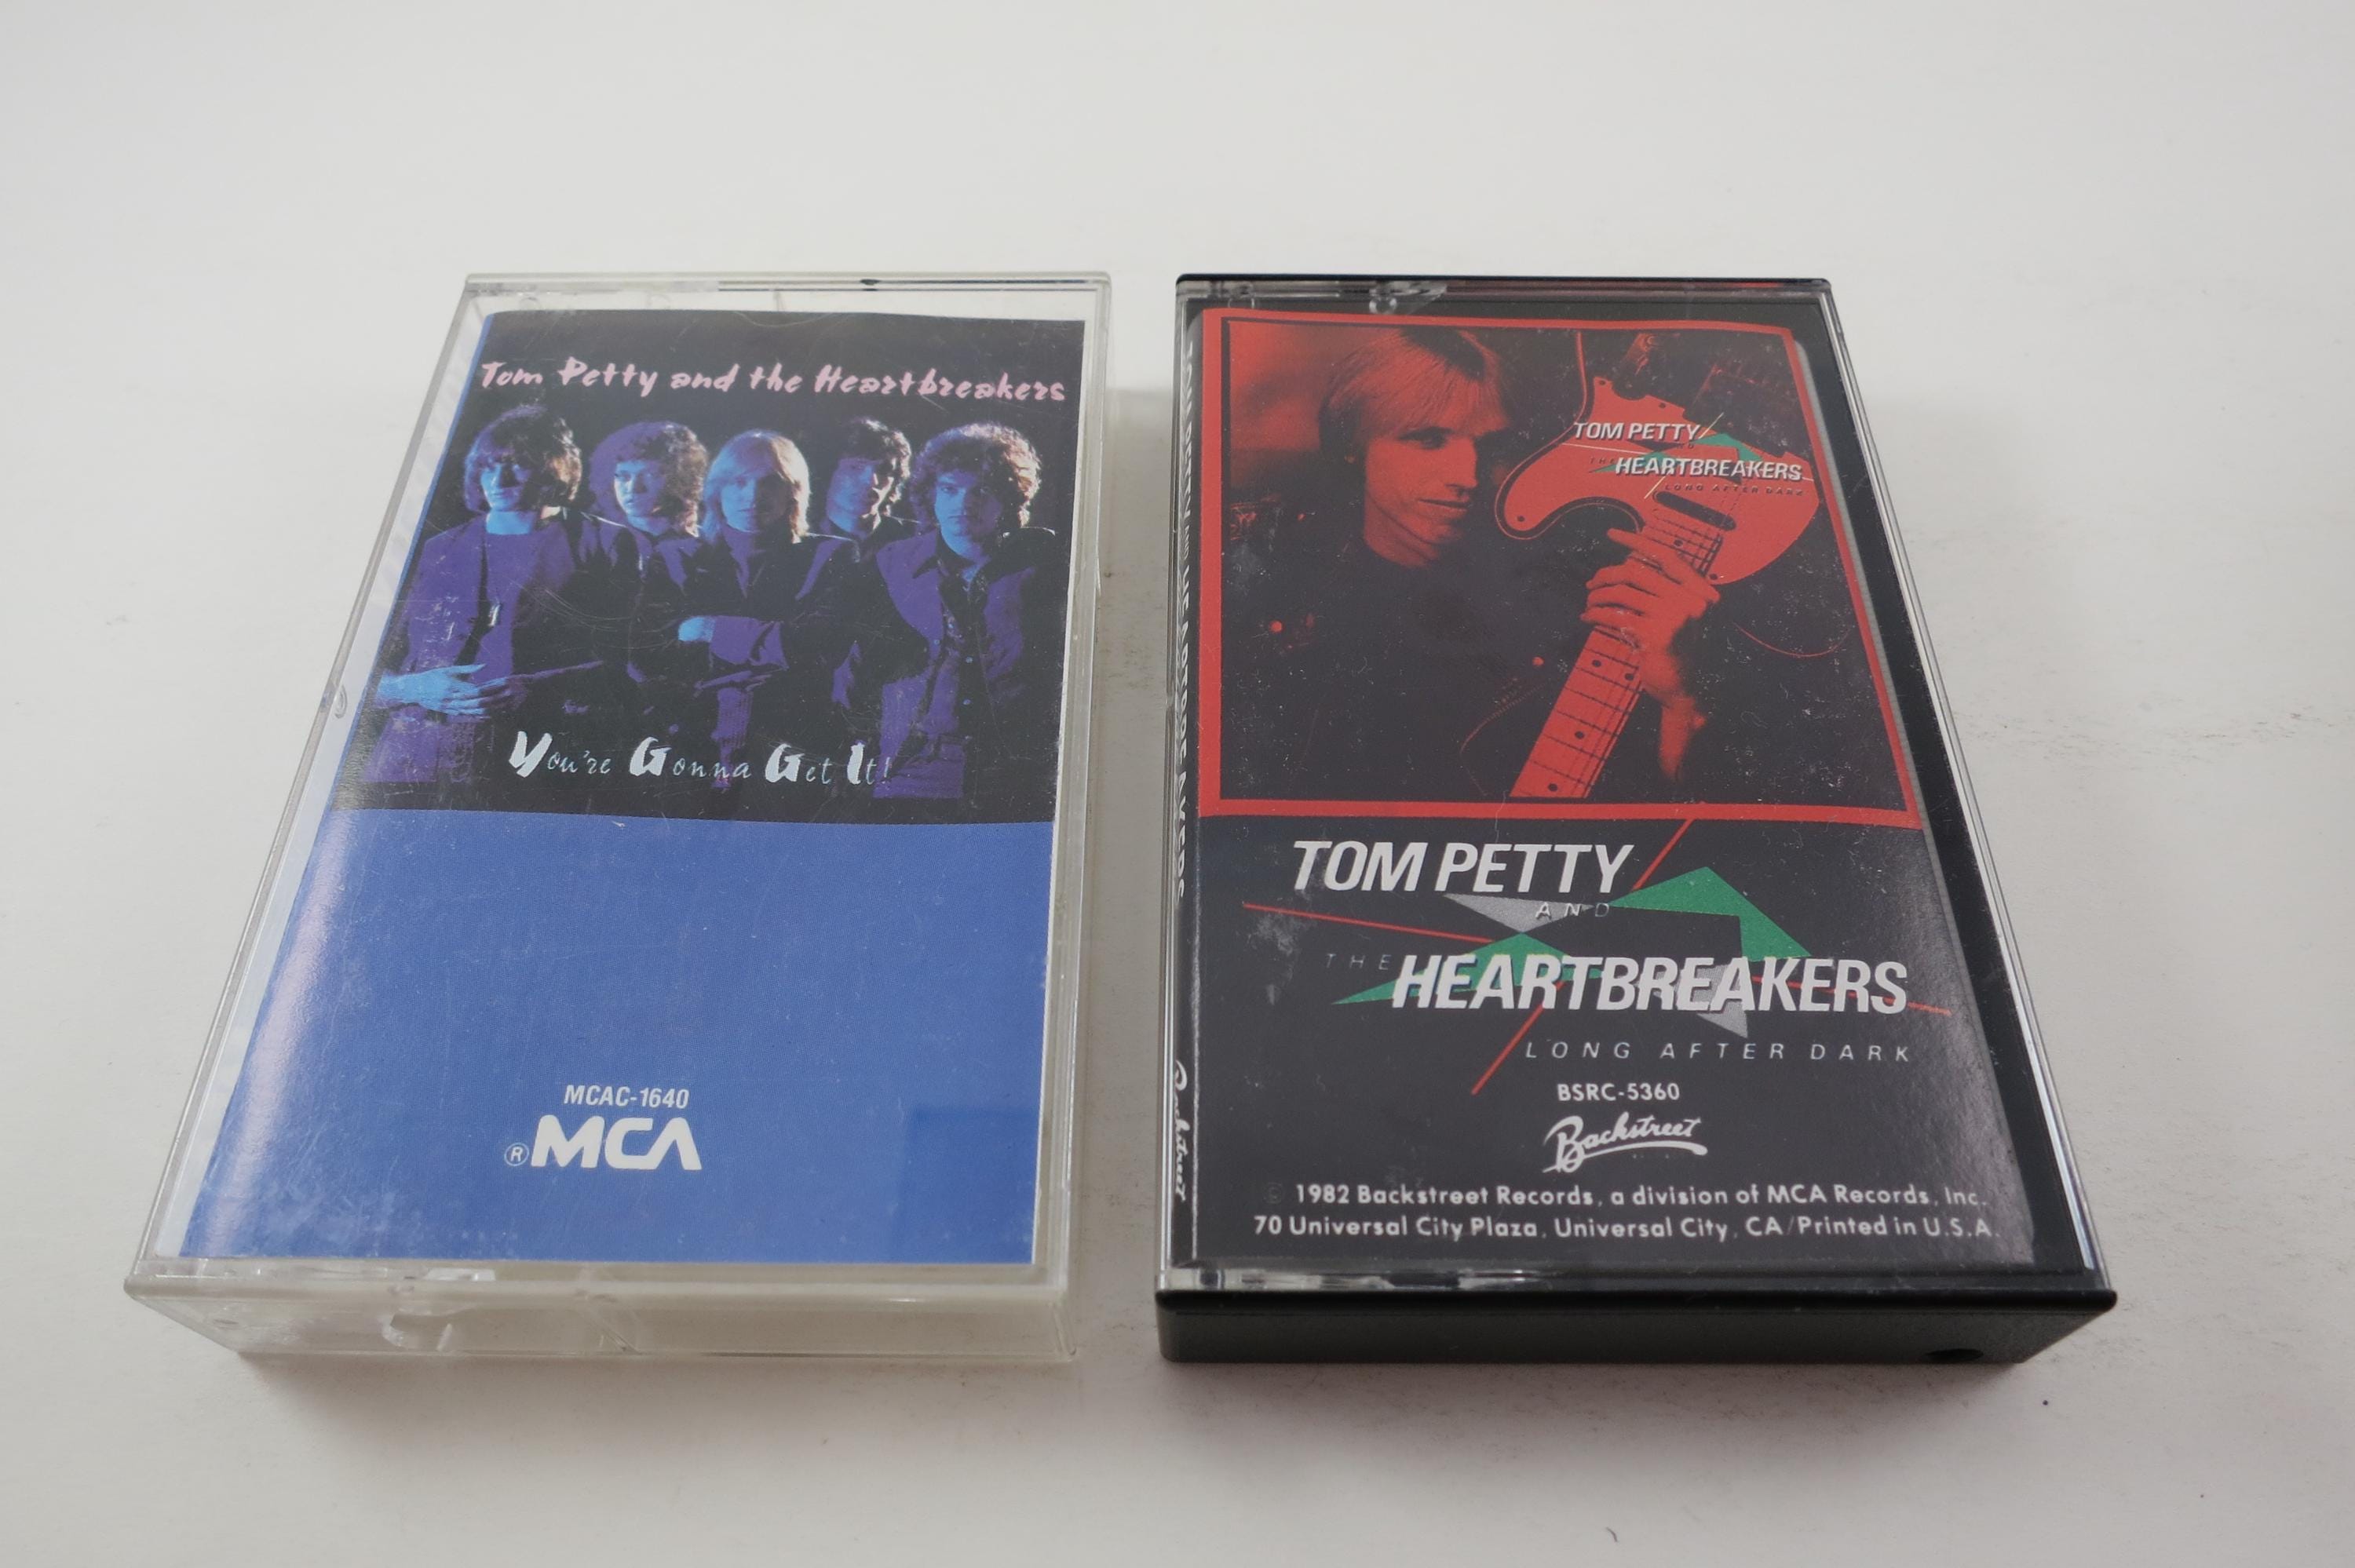 Tom Petty and the Heartbreakers
You're Gonna Get It!
MCAC-1640
® MCA
TOM PETTY
AND
THE HEARTBREAKERS
LONG AFTER DARK
TOM PETTY
AND
THE HEARTBREAKERS
LONG AFTER DARK
BSRC-5360
Backstreet
© 1982 Backstreet Records, a division of MCA Records, Inc.
70 Universal City Plaza, Universal City, CA/Printed in U.S.A.
Backstreet